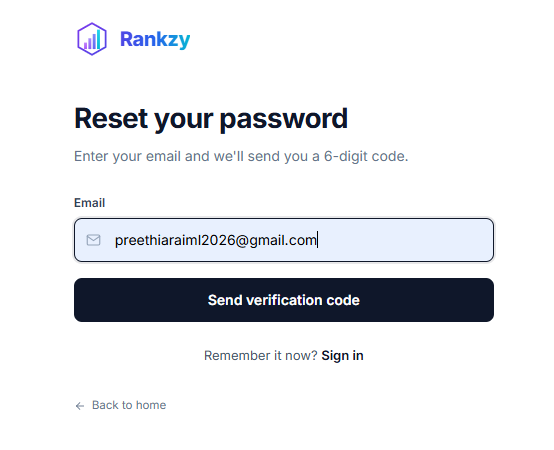 Rankzy
Reset your password
Enter your email and we'll send you a 6-digit code.
Email
preethiaraiml2026@gmail.com
Send verification code
Remember it now? Sign in
← Back to home